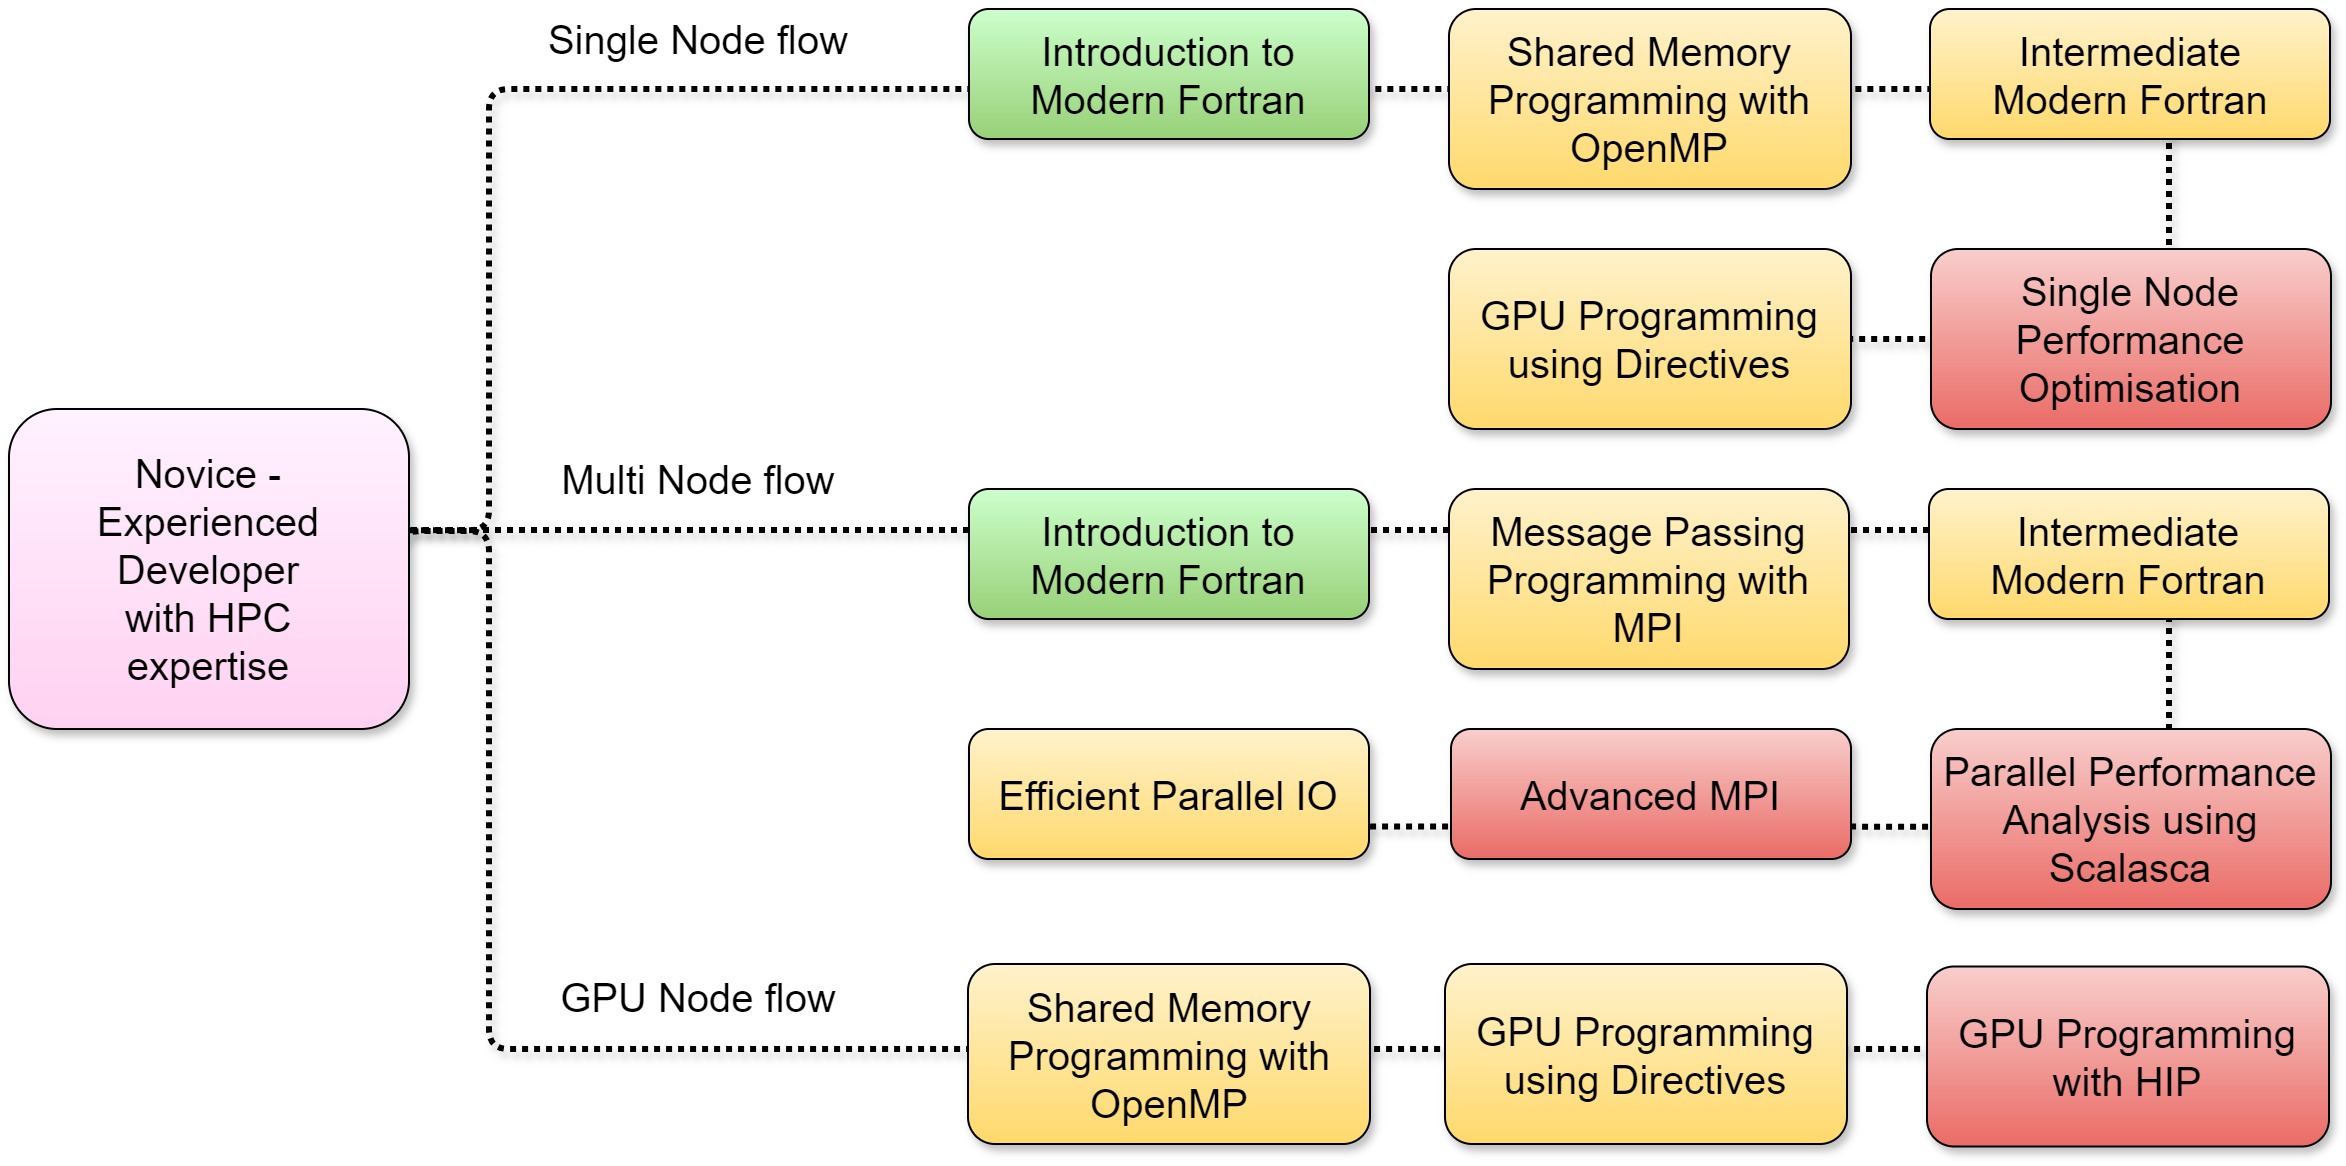 Single Node flow
Introduction to
Modern Fortran
Shared Memory
Programming with
OpenMP
Intermediate
Modern Fortran
GPU Programming
using Directives
Single Node
Performance
Optimisation
Novice -
Experienced
Developer
with HPC
expertise
Multi Node flow
Introduction to
Modern Fortran
Message Passing
Programming with
MPI
Intermediate
Modern Fortran
Efficient Parallel IO
Advanced MPI
Parallel Performance
Analysis using
Scalasca
GPU Node flow
Shared Memory
Programming with
OpenMP
GPU Programming
using Directives
GPU Programming
with HIP